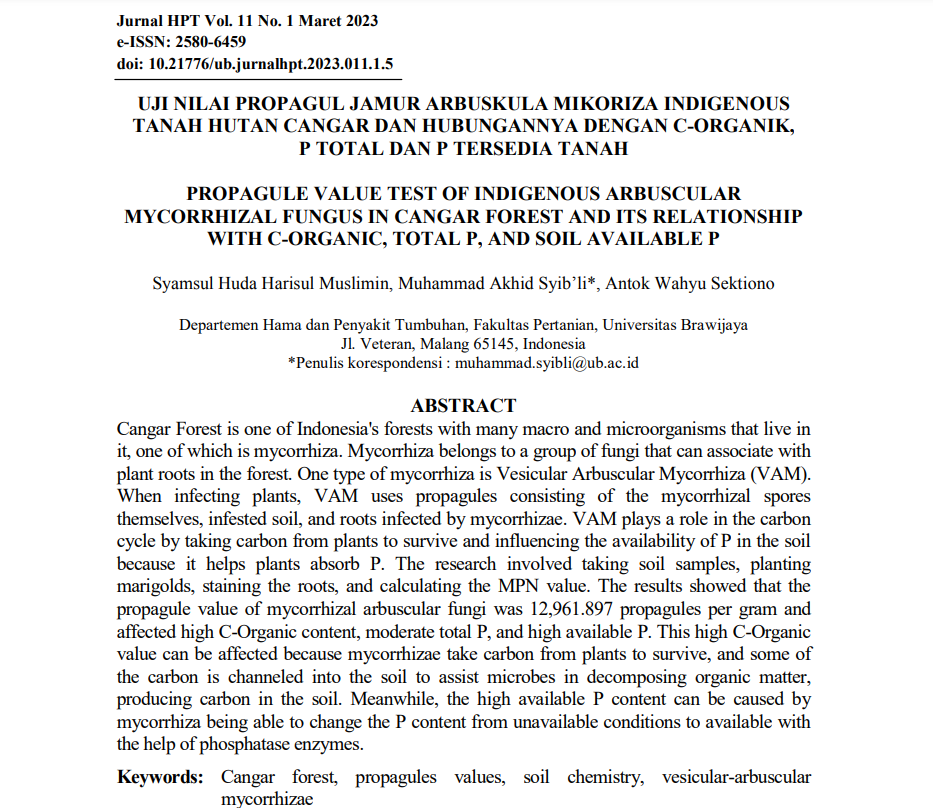 Jurnal HPT Vol. 11 No. 1 Maret 2023
e-ISSN: 2580-6459
doi: 10.21776/ub.jurnalhpt.2023.011.1.5
UJI NILAI PROPAGUL JAMUR ARBUSKULA MIKORIZA INDIGENOUS
TANAH HUTAN CANGAR DAN HUBUNGANNYA DENGAN C-ORGANIK,
P TOTAL DAN P TERSEDIA TANAH
PROPAGULE VALUE TEST OF INDIGENOUS ARBUSCULAR
MYCORRHIZAL FUNGUS IN CANGAR FOREST AND ITS RELATIONSHIP
WITH C-ORGANIC, TOTAL P, AND SOIL AVAILABLE P
Syamsul Huda Harisul Muslimin, Muhammad Akhid Syib’li*, Antok Wahyu Sektiono
Departemen Hama dan Penyakit Tumbuhan, Fakultas Pertanian, Universitas Brawijaya
Jl. Veteran, Malang 65145, Indonesia
*Penulis korespondensi : muhammad.syibli@ub.ac.id
ABSTRACT
Cangar Forest is one of Indonesia's forests with many macro and microorganisms that live in
it, one of which is mycorrhiza. Mycorrhiza belongs to a group of fungi that can associate with
plant roots in the forest. One type of mycorrhiza is Vesicular Arbuscular Mycorrhiza (VAM).
When infecting plants, VAM uses propagules consisting of the mycorrhizal spores
themselves, infested soil, and roots infected by mycorrhizae. VAM plays a role in the carbon
cycle by taking carbon from plants to survive and influencing the availability of P in the soil
because it helps plants absorb P. The research involved taking soil samples, planting
marigolds, staining the roots, and calculating the MPN value. The results showed that the
propagule value of mycorrhizal arbuscular fungi was 12,961.897 propagules per gram and
affected high C-Organic content, moderate total P, and high available P. This high C-Organic
value can be affected because mycorrhizae take carbon from plants to survive, and some of
the carbon is channeled into the soil to assist microbes in decomposing organic matter,
producing carbon in the soil. Meanwhile, the high available P content can be caused by
mycorrhiza being able to change the P content from unavailable conditions to available with
the help of phosphatase enzymes.
Keywords: Cangar forest, propagules values, soil chemistry, vesicular-arbuscular
mycorrhizae